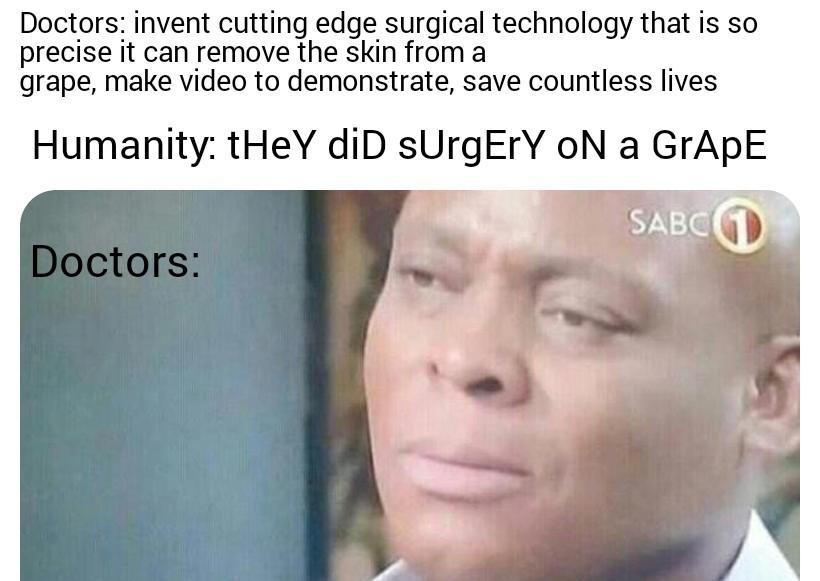 Doctors: invent cutting edge surgical technology that is so
precise it can remove the skin from a
grape, make video to demonstrate, save countless lives
Humanity: tHeY diD sUrgErY oN a GrApE
SABC 1
Doctors: